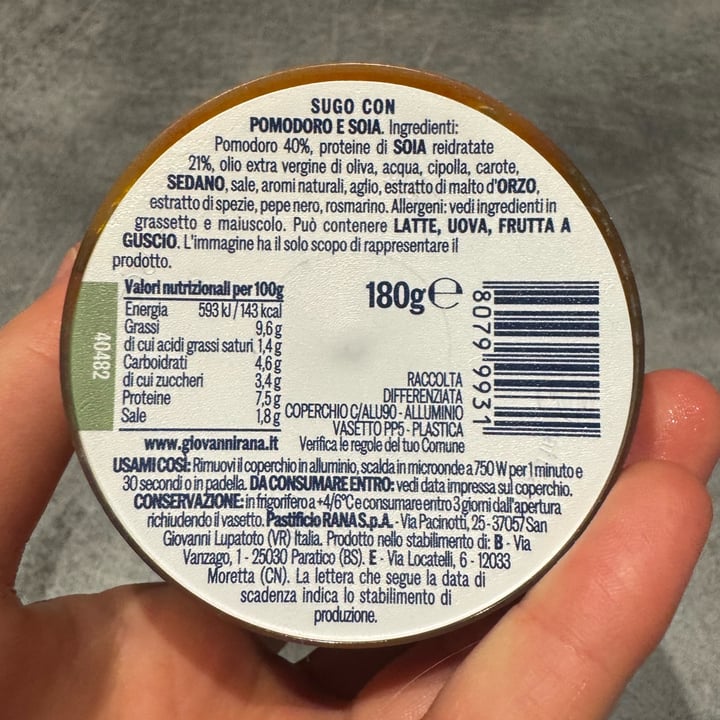 SUGO CON
POMODORO E SOIA. Ingredienti:
Pomodoro 40%, proteine di SOIA reidratate
21%, olio extra vergine di oliva, acqua, cipolla, carote,
SEDANO, sale, aromi naturali, aglio, estratto di malto d'ORZO,
estratto di spezie, pepe nero, rosmarino. Allergeni: vedi ingredienti in
grassetto e maiuscolo. Può contenere LATTE, UOVA, FRUTTA A
GUSCIO. L'immagine ha il solo scopo di rappresentare il
prodotto.
Valori nutrizionali per 100g
Energia 593 kJ / 143 kcal
Grassi 9,6 g
di cui acidi grassi saturi 1,4 g
Carboidrati 4,6 g
di cui zuccheri 3,4 g
Proteine 7,5 g
Sale 1,8 g
www.giovannirana.it
40482
180g e
8079 9931
RACCOLTA
DIFFERENZIATA
COPERCHIO C/ALU90 - ALLUMINIO
VASETTO PP5 - PLASTICA
Verifica le regole del tuo Comune
USAMI COSÌ: Rimuovi il coperchio in alluminio, scalda in microonde a 750 W per 1 minuto e
30 secondi o in padella. DA CONSUMARE ENTRO: vedi data impressa sul coperchio.
CONSERVAZIONE: in frigorifero a +4/6°C e consumare entro 3 giorni dall'apertura
richiudendo il vasetto. Pastificio RANA S.p.A. - Via Pacinotti, 25 - 37057 San
Giovanni Lupatoto (VR) Italia. Prodotto nello stabilimento di: B - Via
Vanzago, 1 - 25030 Paratico (BS). E - Via Locatelli, 6 - 12033
Moretta (CN). La lettera che segue la data di
scadenza indica lo stabilimento di
produzione.